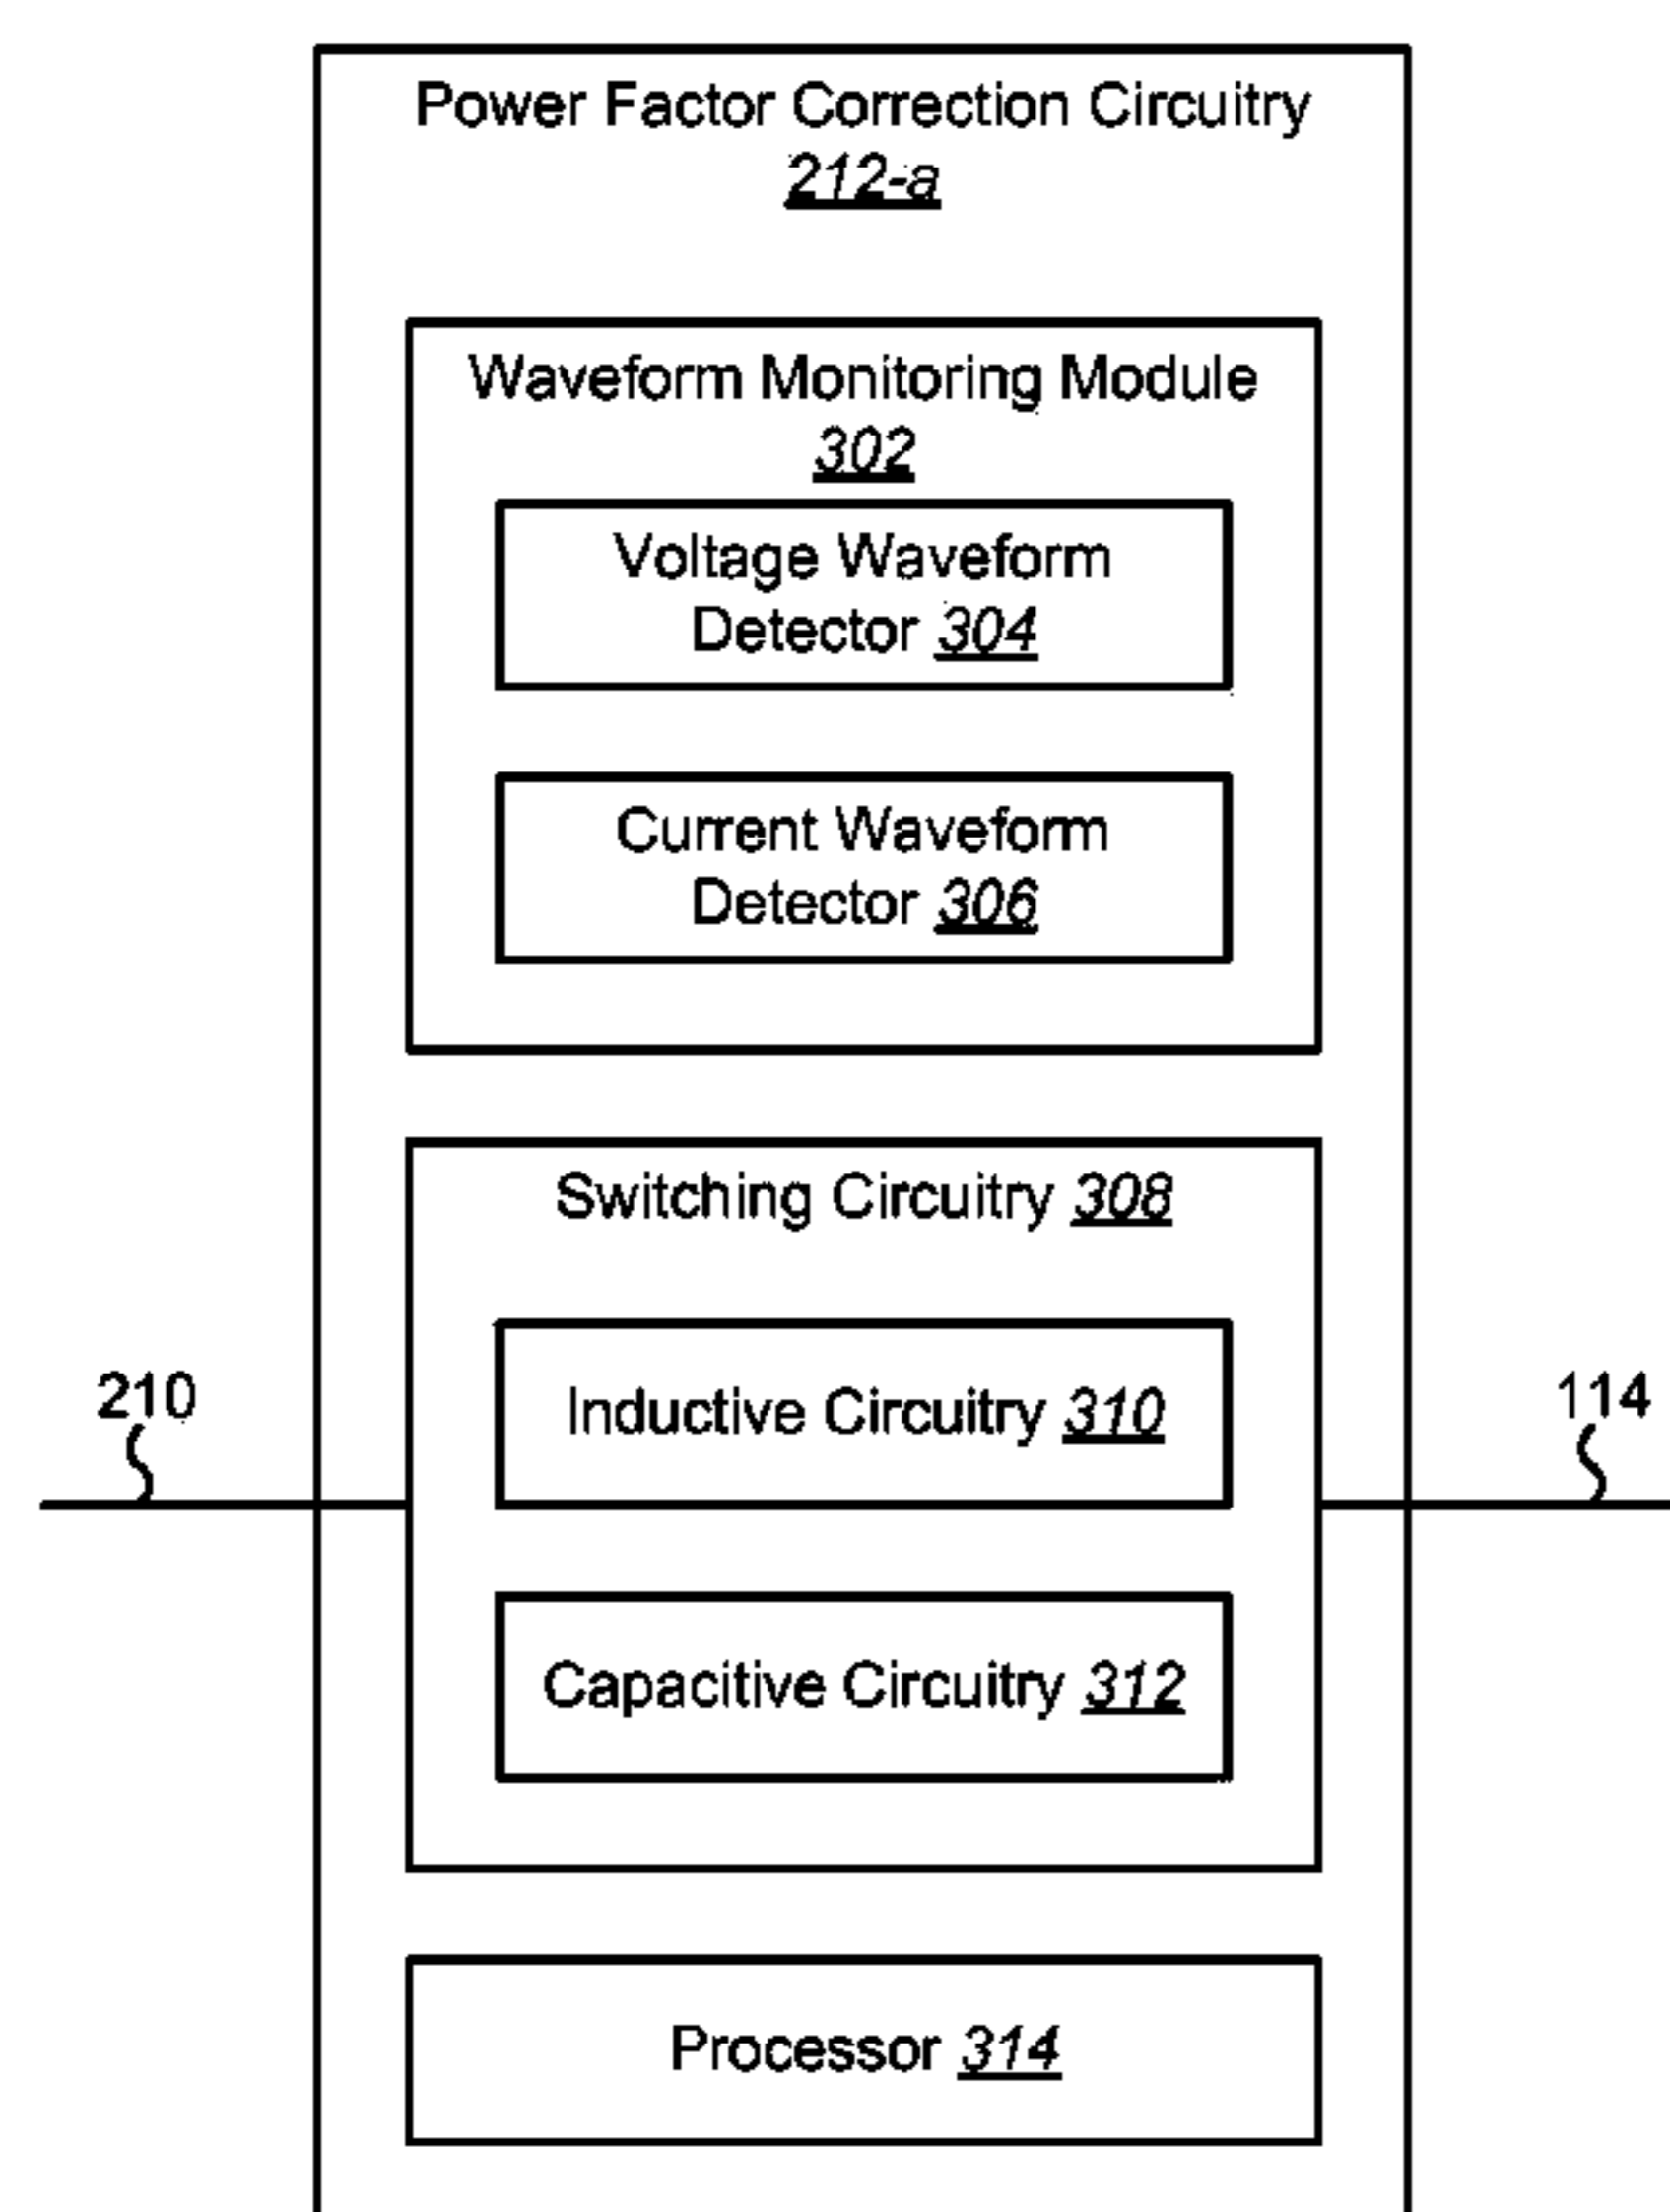 Power Factor Correction Circuitry
212-a
Waveform Monitoring Module
302
Voltage Waveform
Detector 304
Current Waveform
Detector 306
Switching Circuitry 308
Inductive Circuitry 310
210
114
Capacitive Circuitry 312
Processor 314